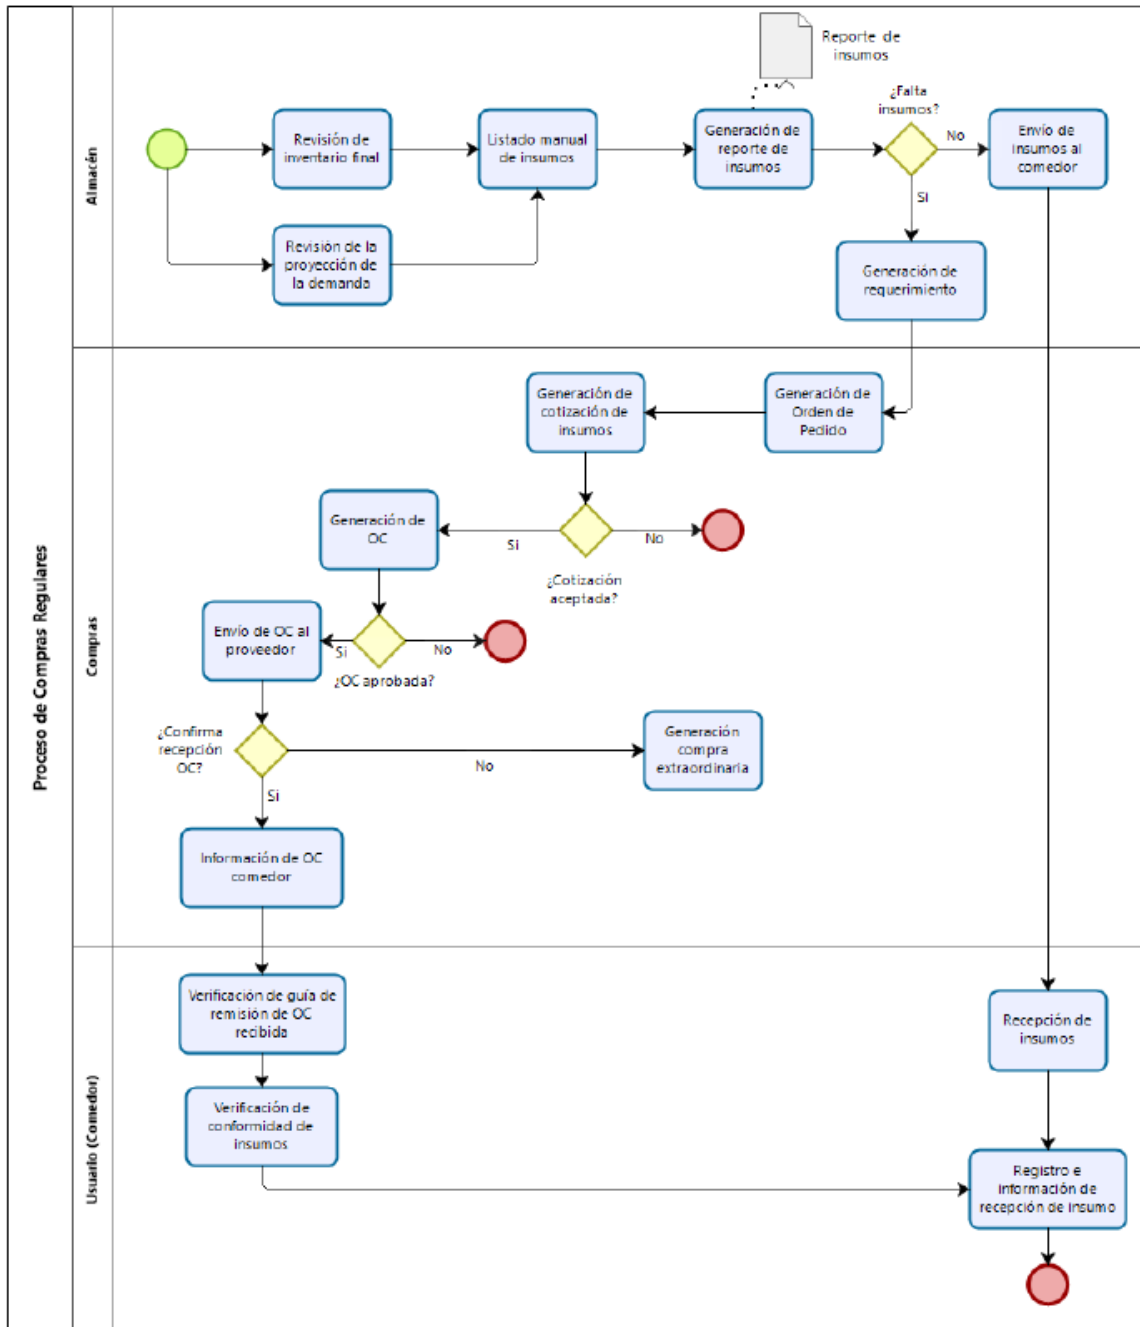 Proceso de Compras Regulares
Almacén
Reporte de
insumos
¿Falta
insumos?
Revisión de
inventario final
Listado manual
de insumos
Generación de
reporte de
insumos
No
Envío de
insumos al
comedor
Si
Revisión de la
proyección de
la demanda
Generación de
requerimiento
Compras
Generación de
cotización de
insumos
Generación de
Orden de
Pedido
Generación de
OC
Si
No
¿Cotización
aceptada?
Envío de OC al
proveedor
Si
No
¿OC aprobada?
¿Confirma
recepción
OC?
No
Generación
compra
extraordinaria
Si
Información de OC
comedor
Usuario (Comedor)
Verificación de guía de
remisión de OC
recibida
Recepción de
insumos
Verificación de
conformidad de
insumos
Registro e
información de
recepción de insumo